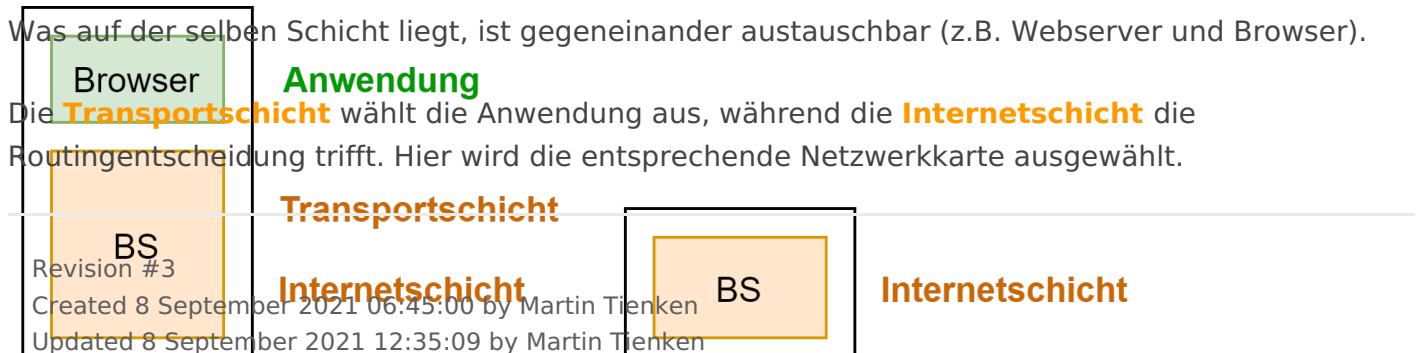 Was auf der selben Schicht liegt, ist gegeneinander austauschbar (z.B. Webserver und Browser).
Browser
Anwendung
Die Transportschicht wählt die Anwendung aus, während die Internetschicht die
Routingentscheidung trifft. Hier wird die entsprechende Netzwerkkarte ausgewählt.
Transportschicht
BS
Internetschicht
BS
Internetschicht
Revision #3
Created 8 September 2021 06:45:00 by Martin Tienken
Updated 8 September 2021 12:35:09 by Martin Tienken